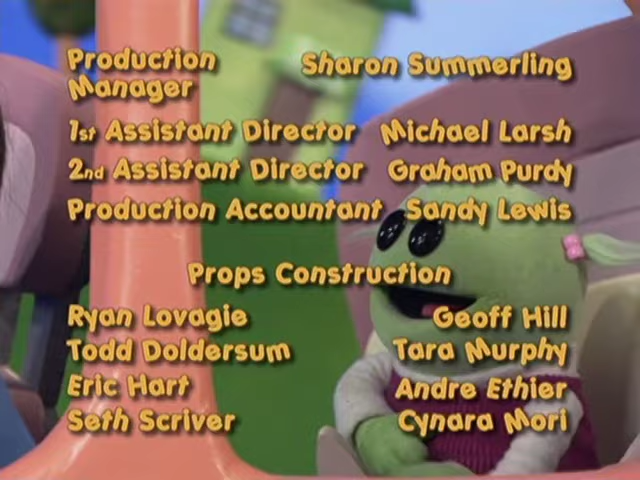 Production Manager Sharon Summerling
1st Assistant Director Michael Larsh
2nd Assistant Director Graham Purdy
Production Accountant Sandy Lewis
Props Construction
Ryan Lovagie Geoff Hill
Todd Doldersum Tara Murphy
Eric Hart Andre Ethier
Seth Scriver Cynara Mori